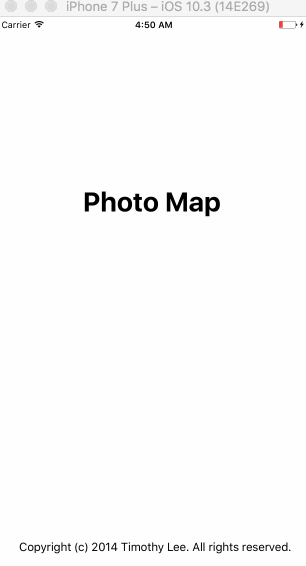 iPhone 7 Plus – iOS 10.3 (14E269)
Carrier 4:50 AM
Photo Map
Copyright (c) 2014 Timothy Lee. All rights reserved.